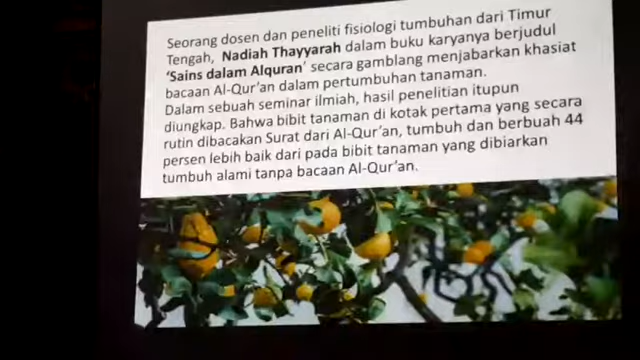 Seorang dosen dan peneliti fisiologi tumbuhan dari Timur
Tengah, Nadiah Thayyarah dalam buku karyanya berjudul
‘Sains dalam Alquran’ secara gamblang menjabarkan khasiat
bacaan Al-Qur’an dalam pertumbuhan tanaman.
Dalam sebuah seminar ilmiah, hasil penelitian itupun
diungkap. Bahwa bibit tanaman di kotak pertama yang secara
rutin dibacakan Surat dari Al-Qur’an, tumbuh dan berbuah 44
persen lebih baik dari pada bibit tanaman yang dibiarkan
tumbuh alami tanpa bacaan Al-Qur’an.